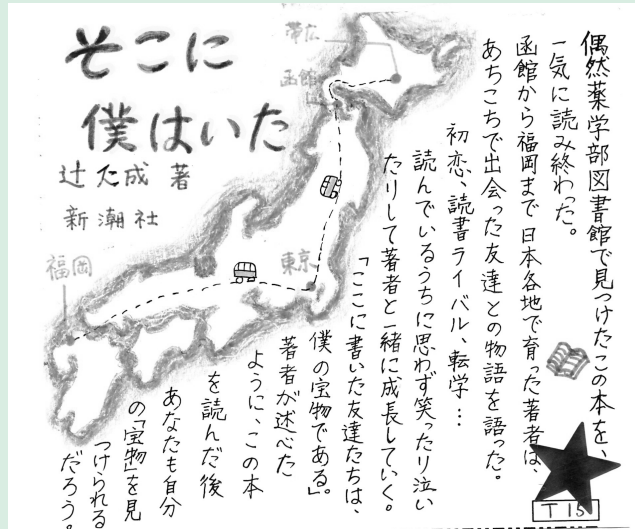 そこに
僕はいた
辻仁成 著
新潮社
帯広
函館
東京
福岡
偶然薬学部図書館で見つけたこの本を、
一気に読み終わった。
函館から福岡まで日本各地で育った著者は、
あちこちで出会った友達との物語を語った。
初恋、読書ライバル、転学…
読んでいるうちに思わず笑ったり泣い
たりして著者と一緒に成長していく。
「ここに書いた友達たちは、
僕の宝物である。」
著者が述べた
ように、この本
を読んだ後
あなたも自分
の「宝物」を見
つけられる
だろう。
T15